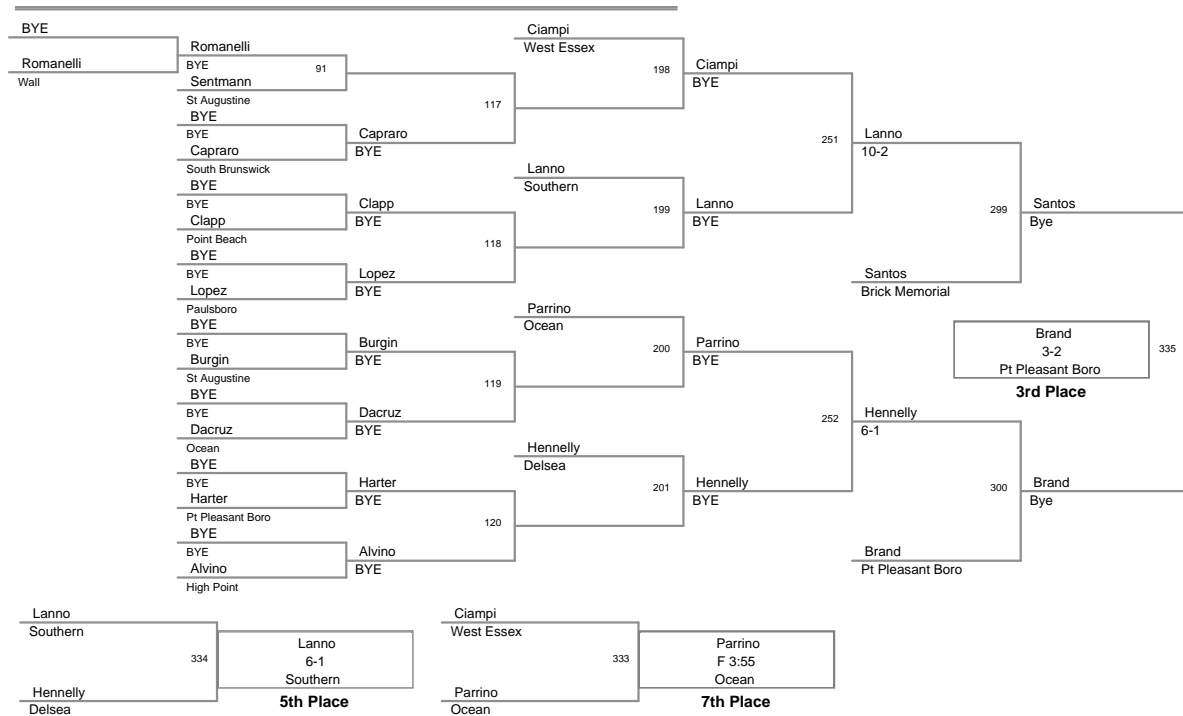 BYE
Romanelli
Wall
Romanelli
BYE
Sentmann
St Augustine
BYE
BYE
Capraro
South Brunswick
BYE
BYE
Clapp
Point Beach
BYE
BYE
Lopez
Paulsboro
BYE
BYE
Burgin
St Augustine
BYE
BYE
Dacruz
Ocean
BYE
BYE
Harter
Pt Pleasant Boro
BYE
BYE
Alvino
High Point
91
Capraro
BYE
Clapp
BYE
Lopez
BYE
Burgin
BYE
Dacruz
BYE
Harter
BYE
Alvino
BYE
117
118
119
120
Ciampi
West Essex
Lanno
Southern
Parrino
Ocean
Hennelly
Delsea
198
199
200
201
Ciampi
BYE
Lanno
BYE
Parrino
BYE
Hennelly
BYE
251
252
Lanno
10-2
Santos
Brick Memorial
Hennelly
6-1
Brand
Pt Pleasant Boro
299
300
Santos
Bye
Brand
Bye
Brand
3-2
Pt Pleasant Boro
335
3rd Place
Lanno
Southern
Hennelly
Delsea
334
Lanno
6-1
Southern
5th Place
Ciampi
West Essex
Parrino
Ocean
333
Parrino
F 3:55
Ocean
7th Place